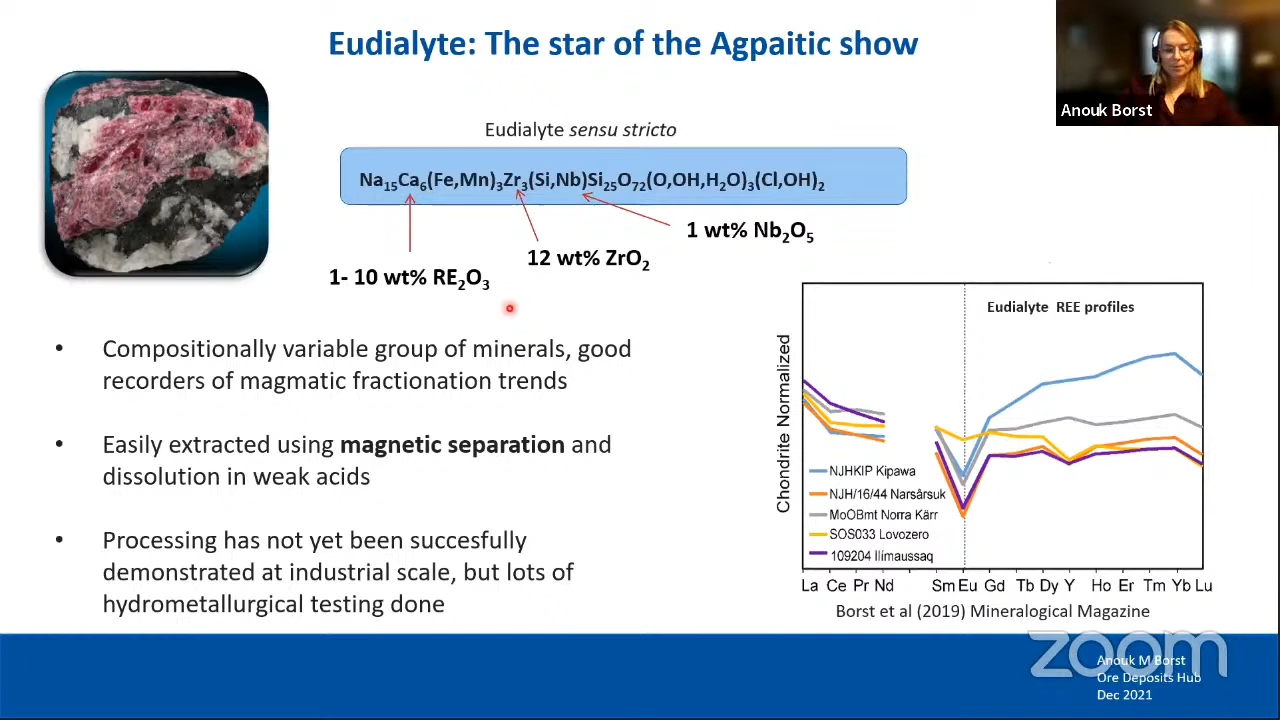 Eudialyte: The star of the Agpaitic show
Anouk Borst
Eudialyte sensu stricto
Na₁₅Ca₆(Fe,Mn)₃Zr₃(Si,Nb)Si₂₅O₇₂(O,OH,H₂O)₃(Cl,OH)₂
1 wt% Nb₂O₅
12 wt% ZrO₂
1- 10 wt% RE₂O₃
• Compositionally variable group of minerals, good
recorders of magmatic fractionation trends
• Easily extracted using magnetic separation and
dissolution in weak acids
• Processing has not yet been succesfully
demonstrated at industrial scale, but lots of
hydrometallurgical testing done
Eudialyte REE profiles
Chondrite Normalized
NJHKIP Kipawa
NJH/16/44 Narsârsuk
MoOBmt Norra Kärr
SOS033 Lovozero
109204 Ilimaussaq
La Ce Pr Nd Sm Eu Gd Tb Dy Y Ho Er Tm Yb Lu
Borst et al (2019) Mineralogical Magazine
zoom
Anouk M Borst
Ore Deposits Hub
Dec 2021